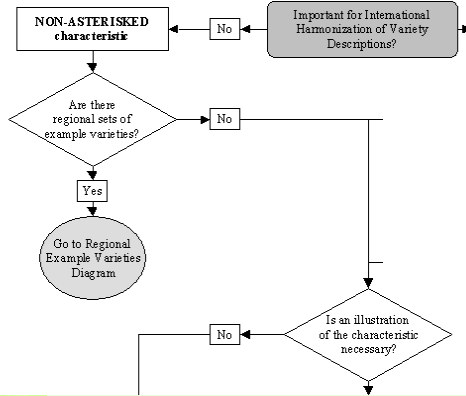 NON-ASTERISKED
characteristic
No
Important for International
Harmonization of Variety
Descriptions?
Are there
regional sets of
example varieties?
No
Yes
Go to Regional
Example Varieties
Diagram
Is an illustration
of the characteristic
necessary?
No